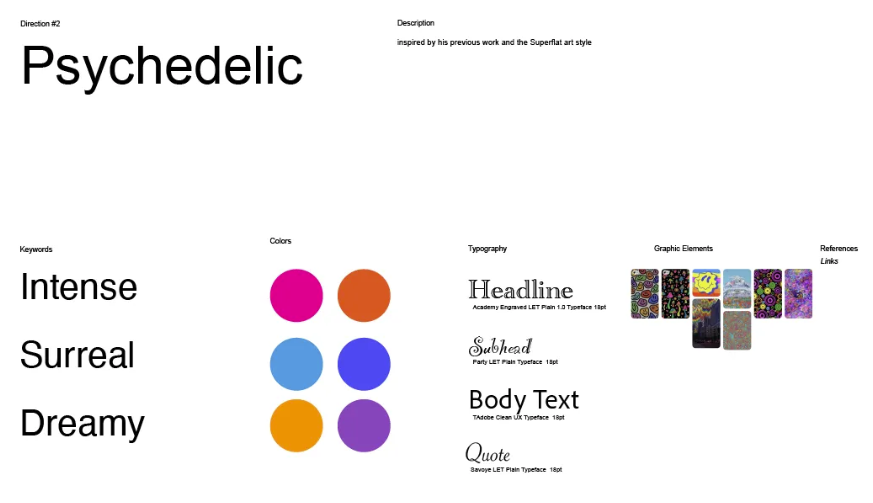 Direction #2
Psychedelic
Description
inspired by his previous work and the Superflat art style
Keywords
Intense
Surreal
Dreamy
Colors
Typography
Headline
Academy Engraved LET Plain 1.0 Typeface 18pt
Subhead
Party LET Plain Typeface 18pt
Body Text
TAdobe Clean UX Typeface 18pt
Quote
Savoye LET Plain Typeface 18pt
Graphic Elements
References
Links